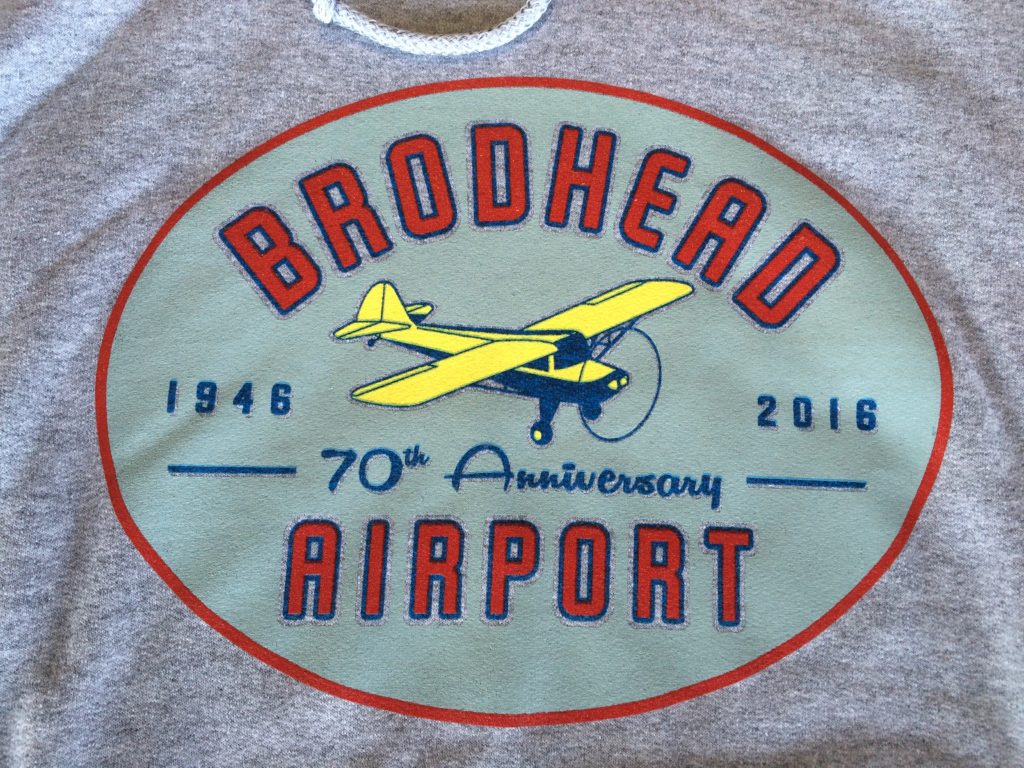 BRODHEAD
1946 2016
70th Anniversary
AIRPORT